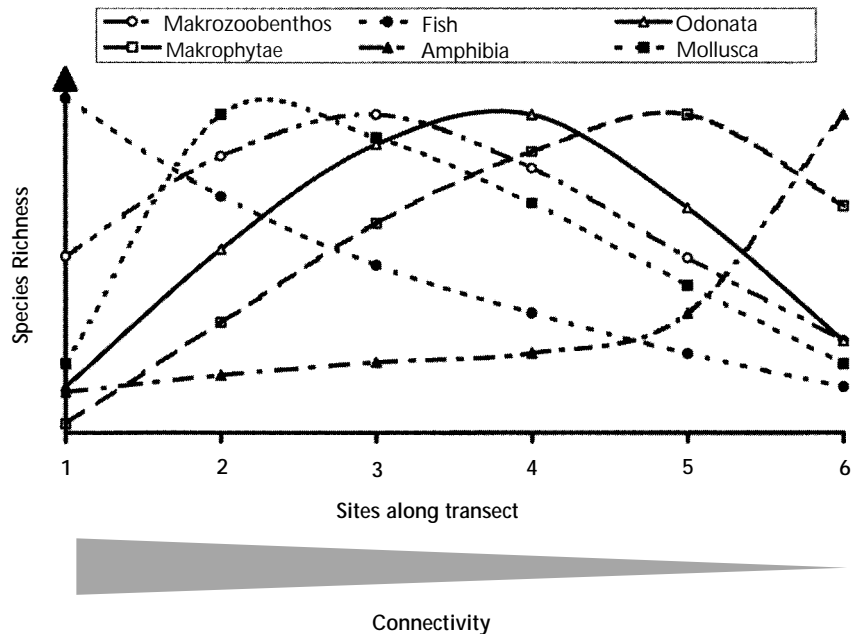 Makrozoobenthos Fish Odonata
Makrophytae Amphibia Mollusca
Species Richness
1 2 3 4 5 6
Sites along transect
Connectivity